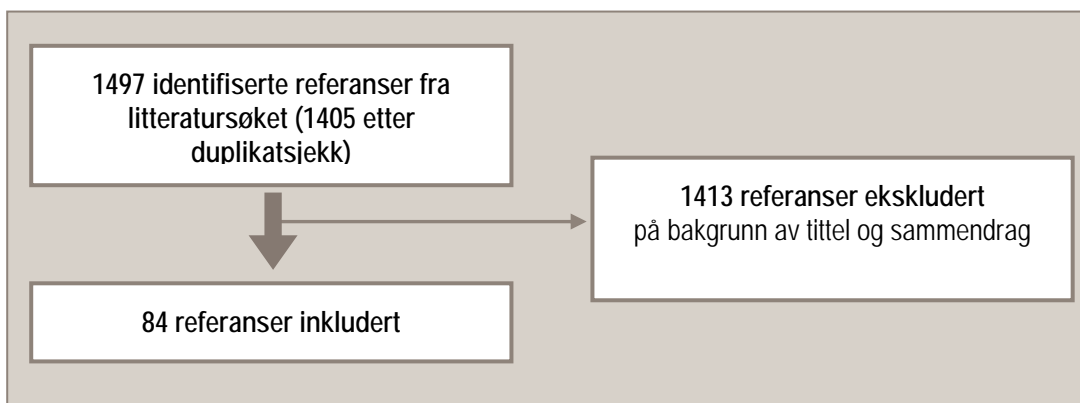 1497 identifiserte referanser fra
litteratursøket (1405 etter
duplikatsjekk)
1413 referanser ekskludert
på bakgrunn av tittel og sammendrag
84 referanser inkludert